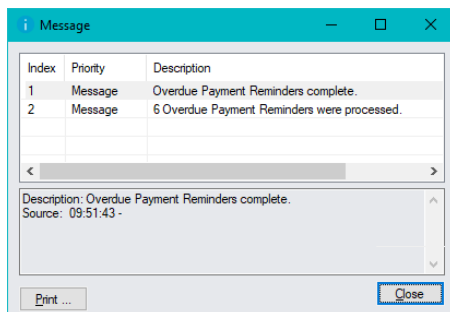 Message
Index Priority Description
1 Message Overdue Payment Reminders complete.
2 Message 6 Overdue Payment Reminders were processed.
Description: Overdue Payment Reminders complete.
Source: 09:51:43 -
Print ... Close